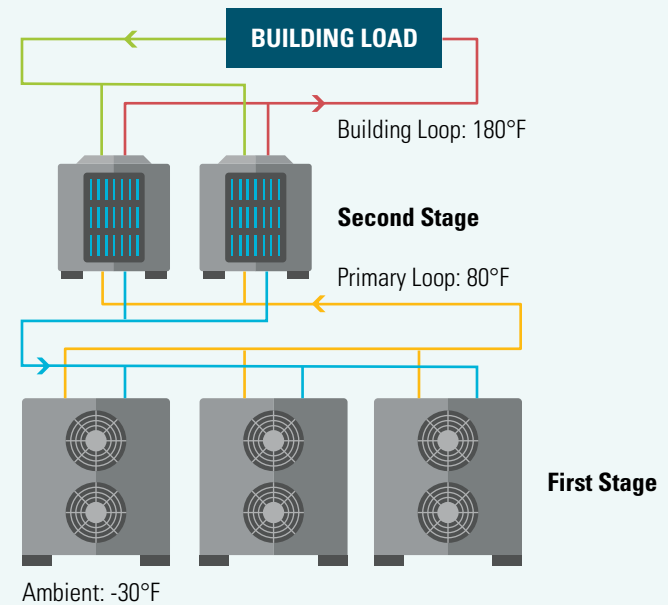 BUILDING LOAD
Building Loop: 180°F
Second Stage
Primary Loop: 80°F
First Stage
Ambient: -30°F